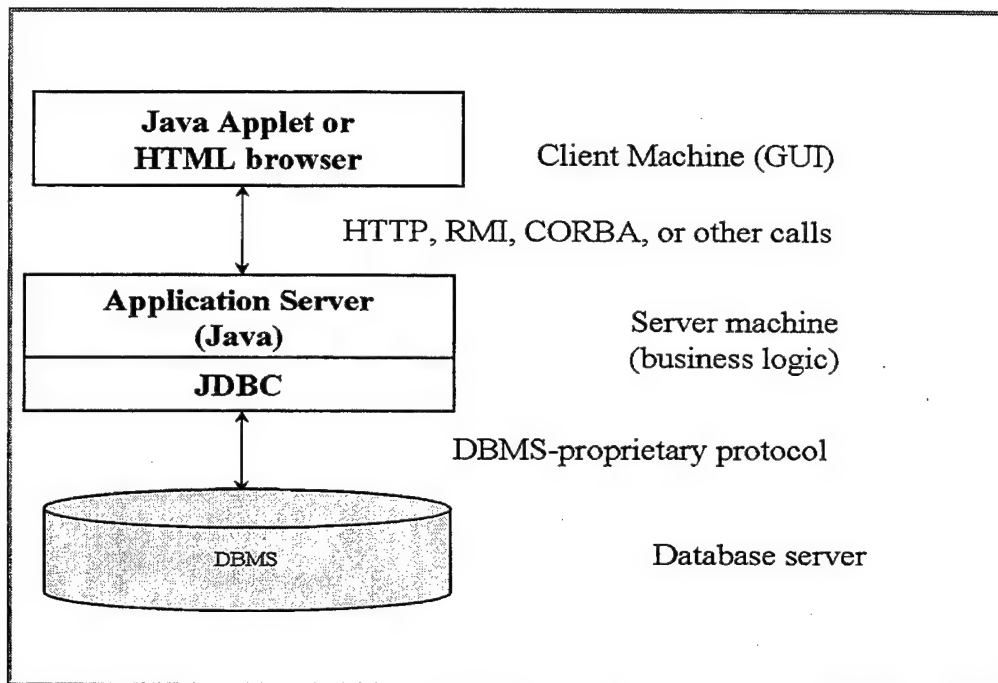 Java Applet or
HTML browser
Client Machine (GUI)
HTTP, RMI, CORBA, or other calls
Application Server
(Java)
Server machine
(business logic)
JDBC
DBMS-proprietary protocol
DBMS
Database server